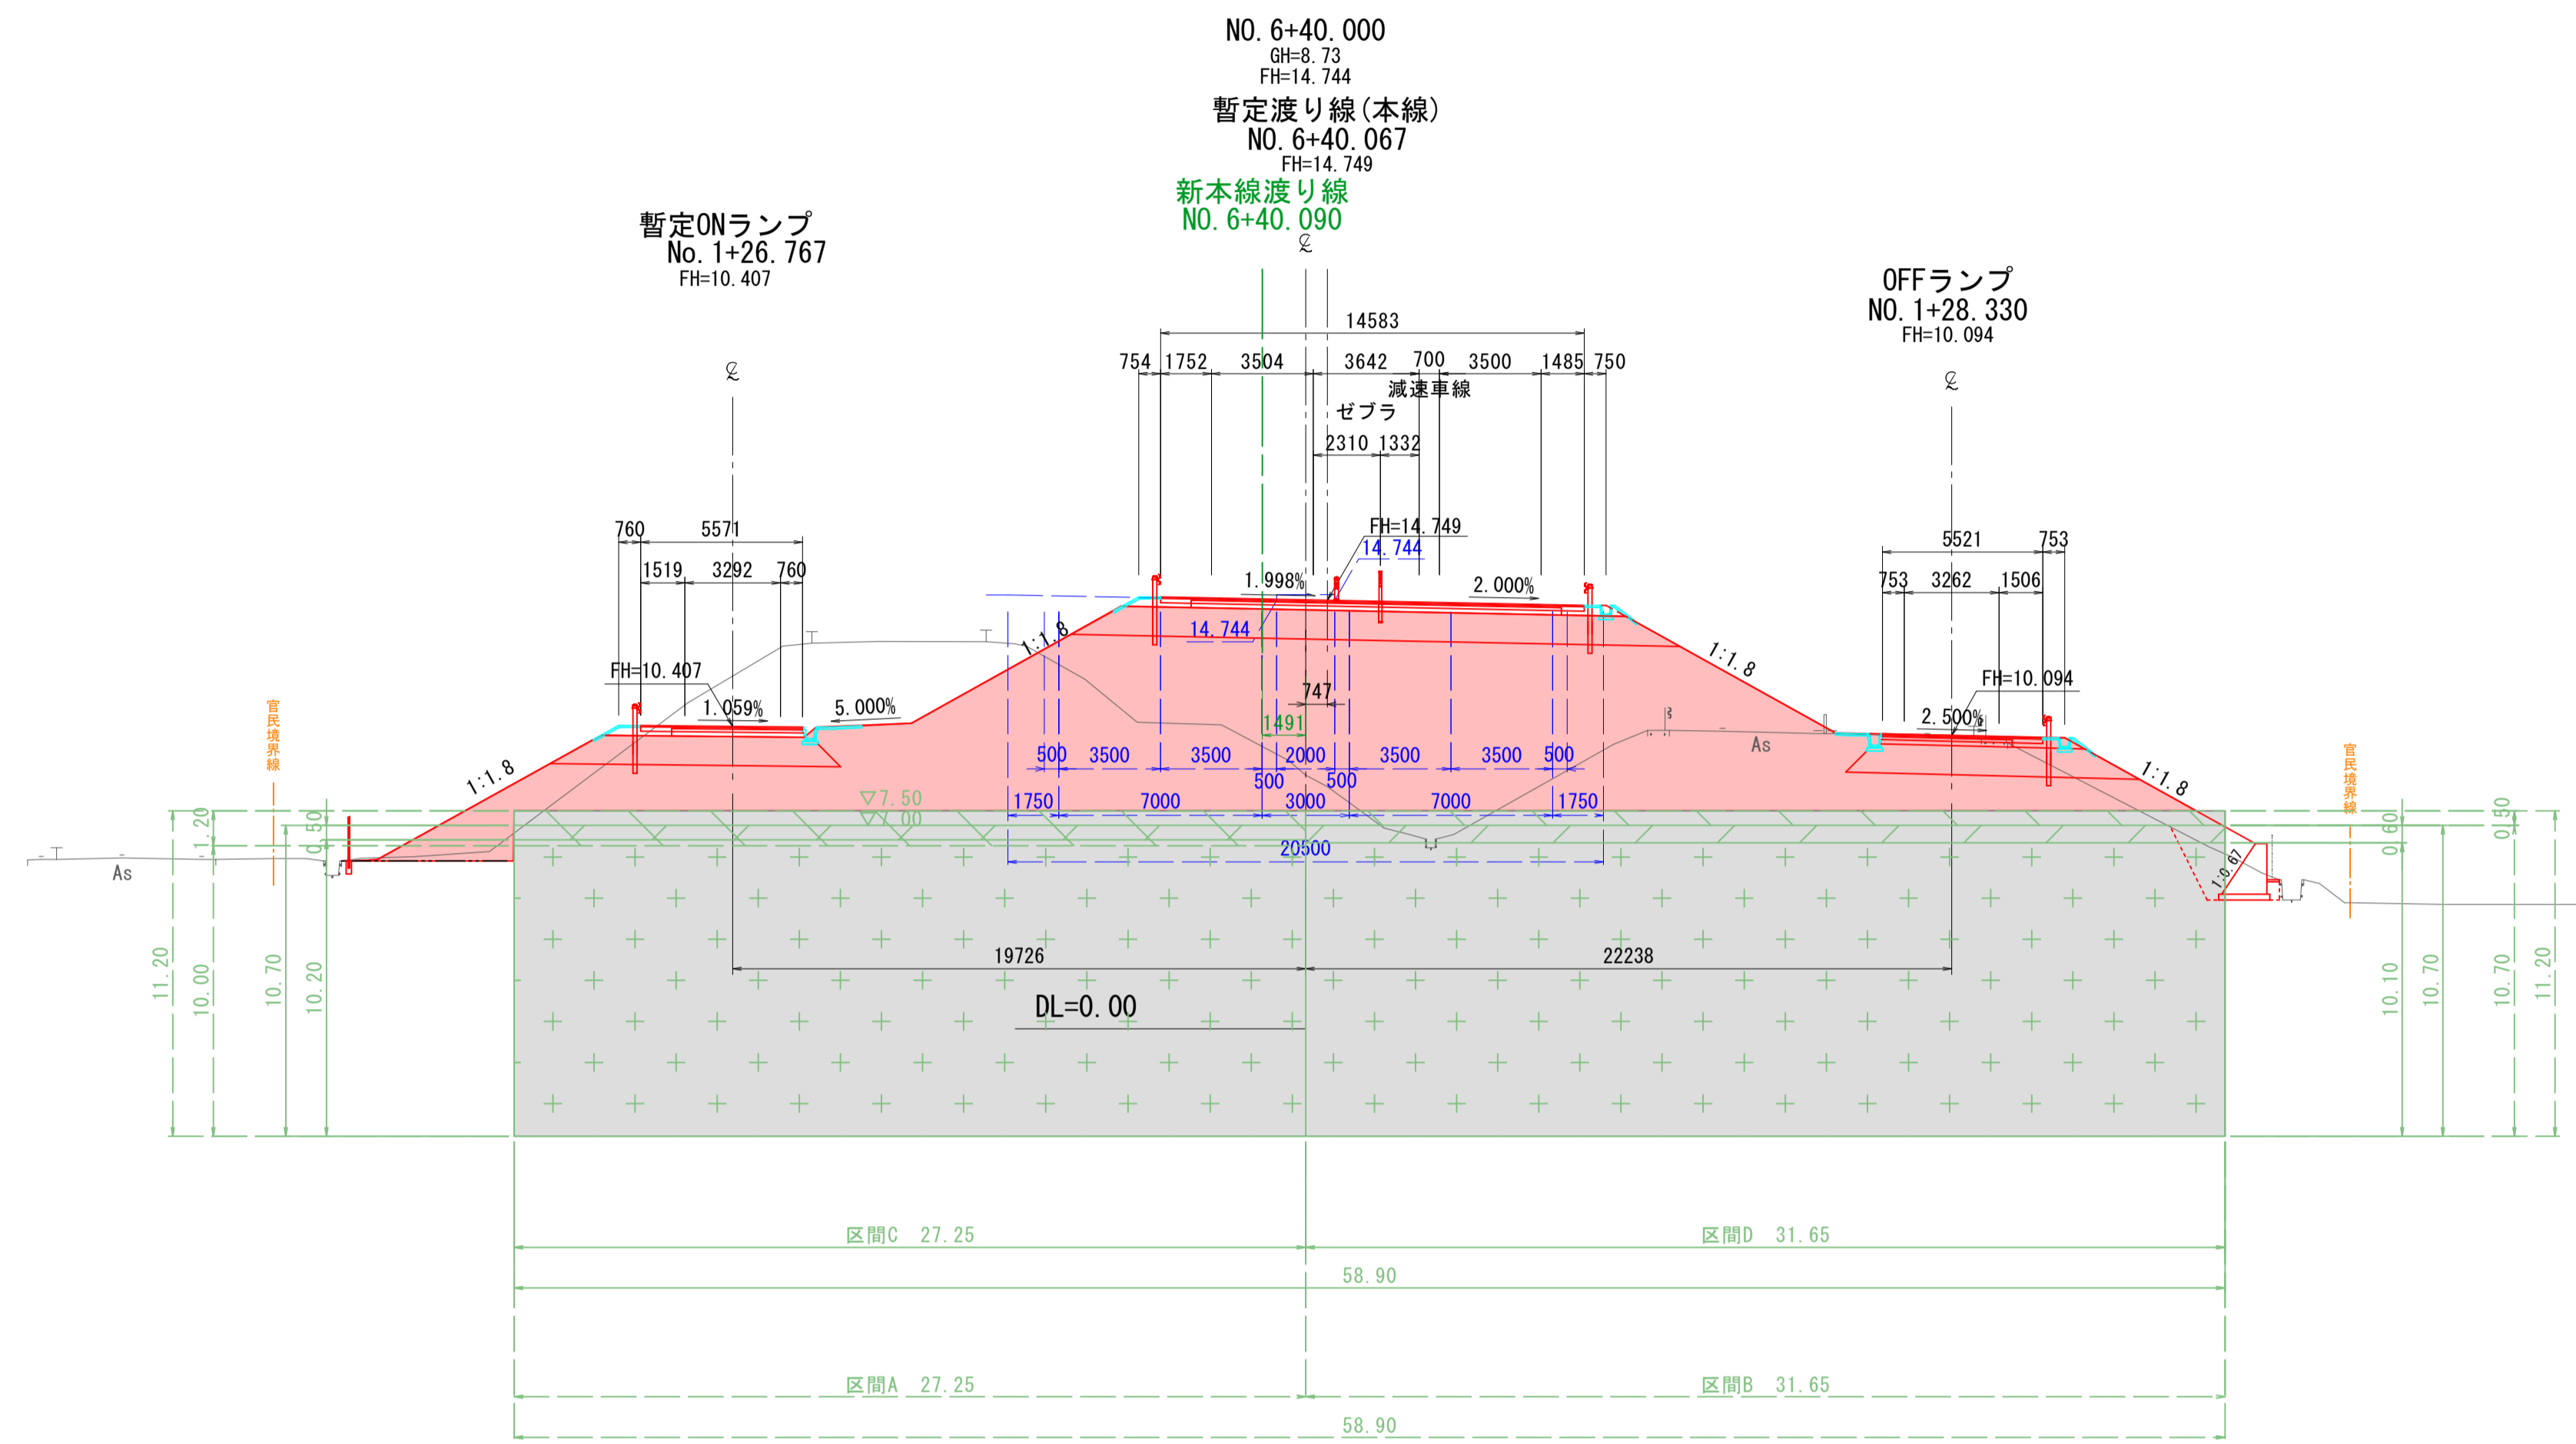 NO.6+40.000
GH=8.73
FH=14.744
暫定渡り線(本線)
NO.6+40.067
FH=14.749
新本線渡り線
NO.6+40.090
暫定ONランプ
No.1+26.767
FH=10.407
OFFランプ
NO.1+28.330
FH=10.094
14583
754 1752 3504 3642 700 3500 1485 750
減速車線
ゼブラ
2310 1332
760 5571
1519 3292 760
5521 753
753 3262 1506
FH=14.749
14.744
1.998%
2.000%
14.744
1:1.8
1:1.8
FH=10.407
1.059%
5.000%
FH=10.094
2.500%
747
1491
1:1.8
1:1.8
官民境界線
官民境界線
As
500 3500 3500 2000 3500 3500 500
500 500
1750 7000 3000 7000 1750
20500
▽7.50
▽7.00
As
1:0.67
1.20
0.50
0.60
0.50
11.20
10.00
10.70
10.20
10.10
10.70
10.70
11.20
19726
22238
DL=0.00
区間C 27.25
区間D 31.65
58.90
区間A 27.25
区間B 31.65
58.90